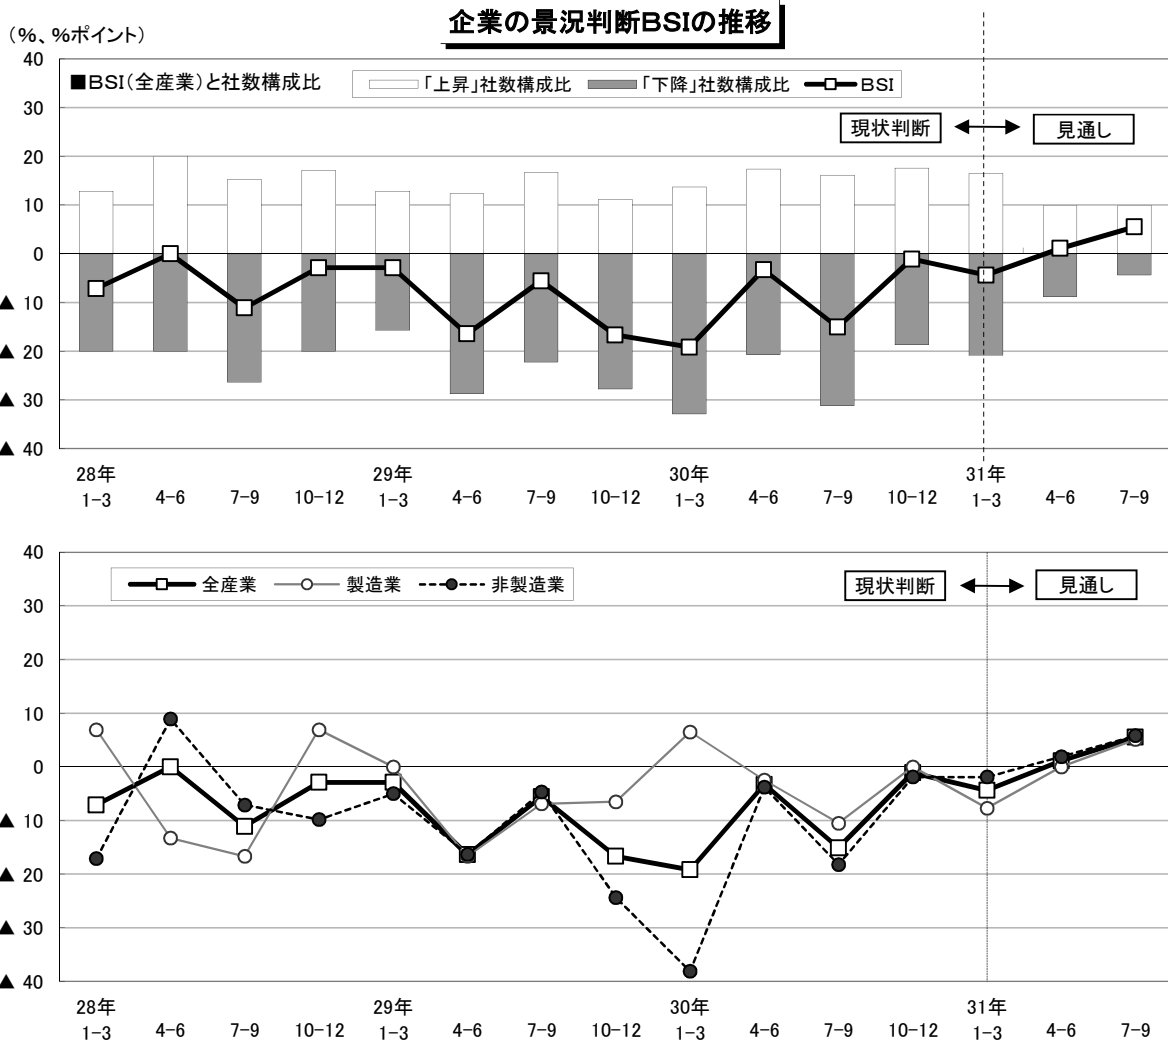 企業の景況判断BSIの推移
(%、%ポイント)
■BSI(全産業)と社数構成比
「上昇」社数構成比 「下降」社数構成比 BSI
現状判断 見通し
40
30
20
10
0
▲ 10
▲ 20
▲ 30
▲ 40
28年 29年 30年 31年
1-3 4-6 7-9 10-12 1-3 4-6 7-9 10-12 1-3 4-6 7-9 10-12 1-3 4-6 7-9
全産業 製造業 非製造業
現状判断 見通し
40
30
20
10
0
▲ 10
▲ 20
▲ 30
▲ 40
28年 29年 30年 31年
1-3 4-6 7-9 10-12 1-3 4-6 7-9 10-12 1-3 4-6 7-9 10-12 1-3 4-6 7-9